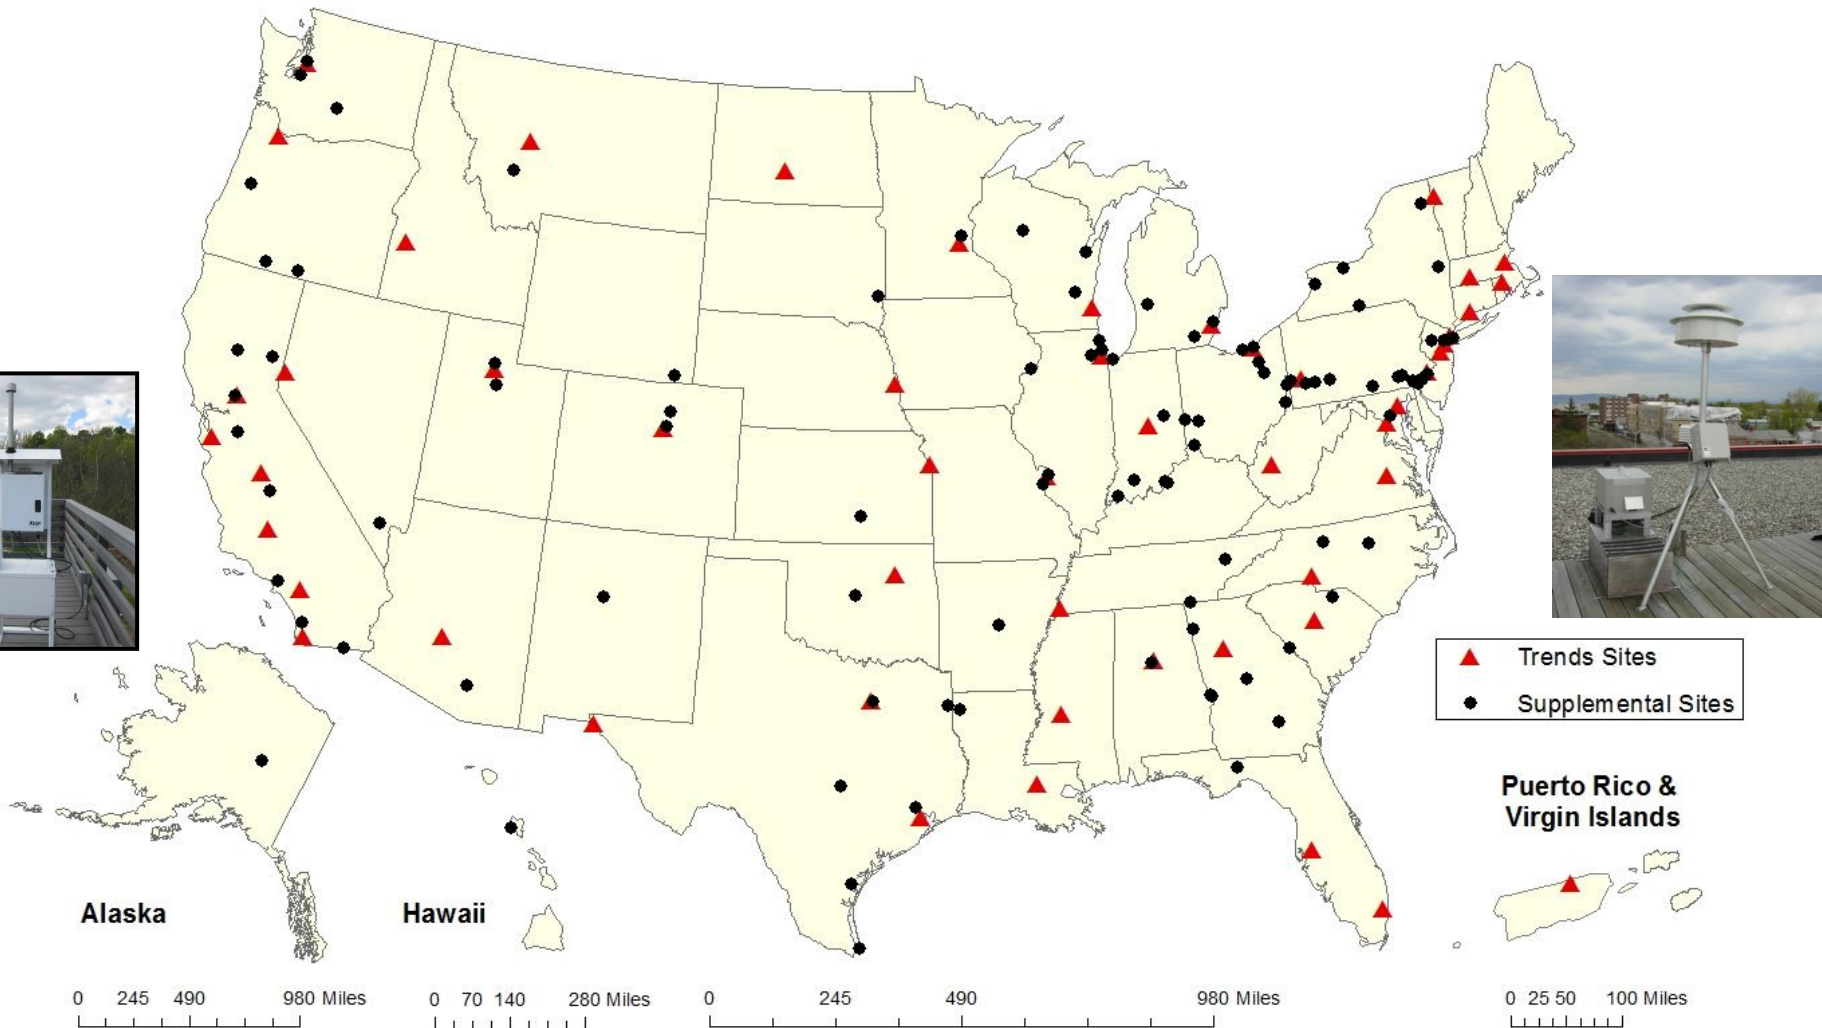 Trends Sites
Supplemental Sites
Puerto Rico &
Virgin Islands
Alaska
Hawaii
0 245 490 980 Miles
0 70 140 280 Miles
0 245 490 980 Miles
0 25 50 100 Miles